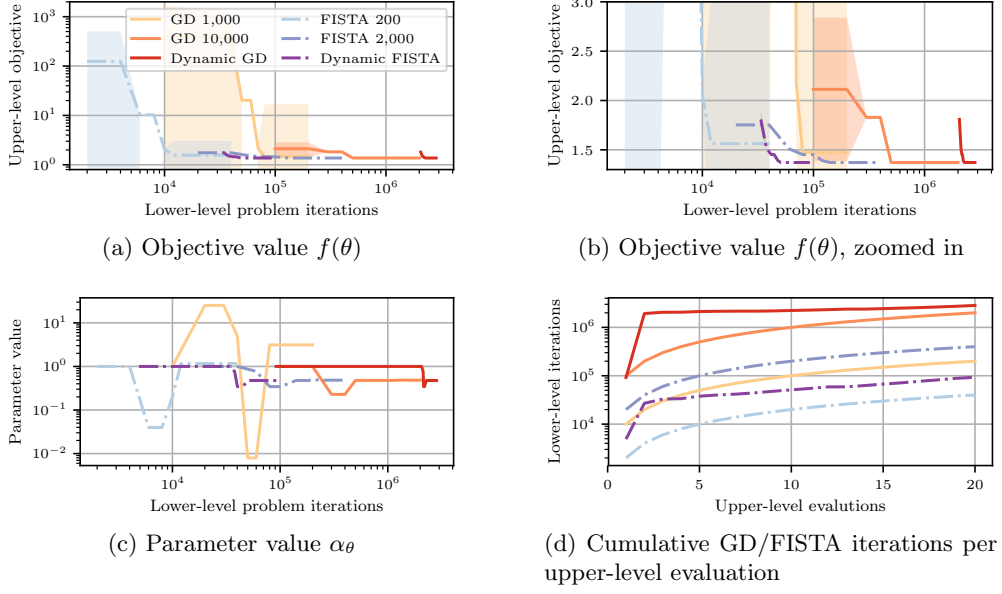 GD 1,000
GD 10,000
Dynamic GD
FISTA 200
FISTA 2,000
Dynamic FISTA
Upper-level objective
10^3
10^2
10^1
10^0
10^4
10^5
10^6
Lower-level problem iterations
(a) Objective value f(θ)
Upper-level objective
3.0
2.5
2.0
1.5
10^4
10^5
10^6
Lower-level problem iterations
(b) Objective value f(θ), zoomed in
Parameter value
10^1
10^0
10^−1
10^−2
10^4
10^5
10^6
Lower-level problem iterations
(c) Parameter value α_θ
Lower-level iterations
10^6
10^5
10^4
0
5
10
15
20
Upper-level evalutions
(d) Cumulative GD/FISTA iterations per
upper-level evaluation